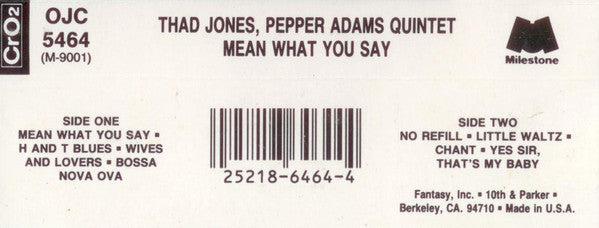 CrO2
OJC
5464
(M-9001)
THAD JONES, PEPPER ADAMS QUINTET
MEAN WHAT YOU SAY
Milestone
SIDE ONE
MEAN WHAT YOU SAY ▪
H AND T BLUES ▪ WIVES
AND LOVERS ▪ BOSSA
NOVA OVA
25218-6464-4
SIDE TWO
NO REFILL ▪ LITTLE WALTZ ▪
CHANT ▪ YES SIR,
THAT'S MY BABY
Fantasy, Inc. ▪ 10th & Parker ▪
Berkeley, CA. 94710 ▪ Made in U.S.A.